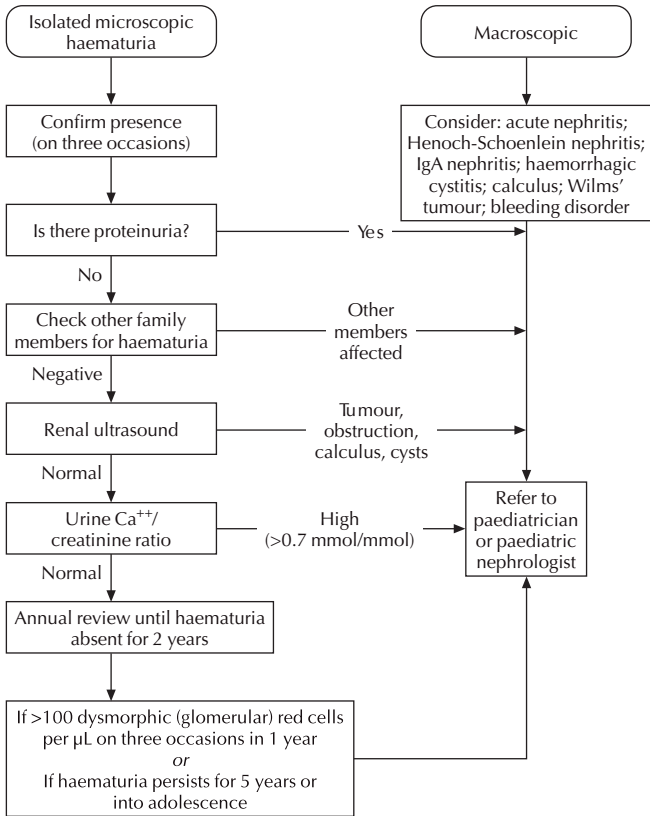 Isolated microscopic
haematuria
Macroscopic
Confirm presence
(on three occasions)
Consider: acute nephritis;
Henoch-Schoenlein nephritis;
IgA nephritis; haemorrhagic
cystitis; calculus; Wilms'
tumour; bleeding disorder
Is there proteinuria?
Yes
No
Check other family
members for haematuria
Other
members
affected
Negative
Renal ultrasound
Tumour,
obstruction,
calculus, cysts
Normal
Urine Ca++/
creatinine ratio
High
(>0.7 mmol/mmol)
Refer to
paediatrician
or paediatric
nephrologist
Normal
Annual review until haematuria
absent for 2 years
If >100 dysmorphic (glomerular) red cells
per µL on three occasions in 1 year
or
If haematuria persists for 5 years or
into adolescence